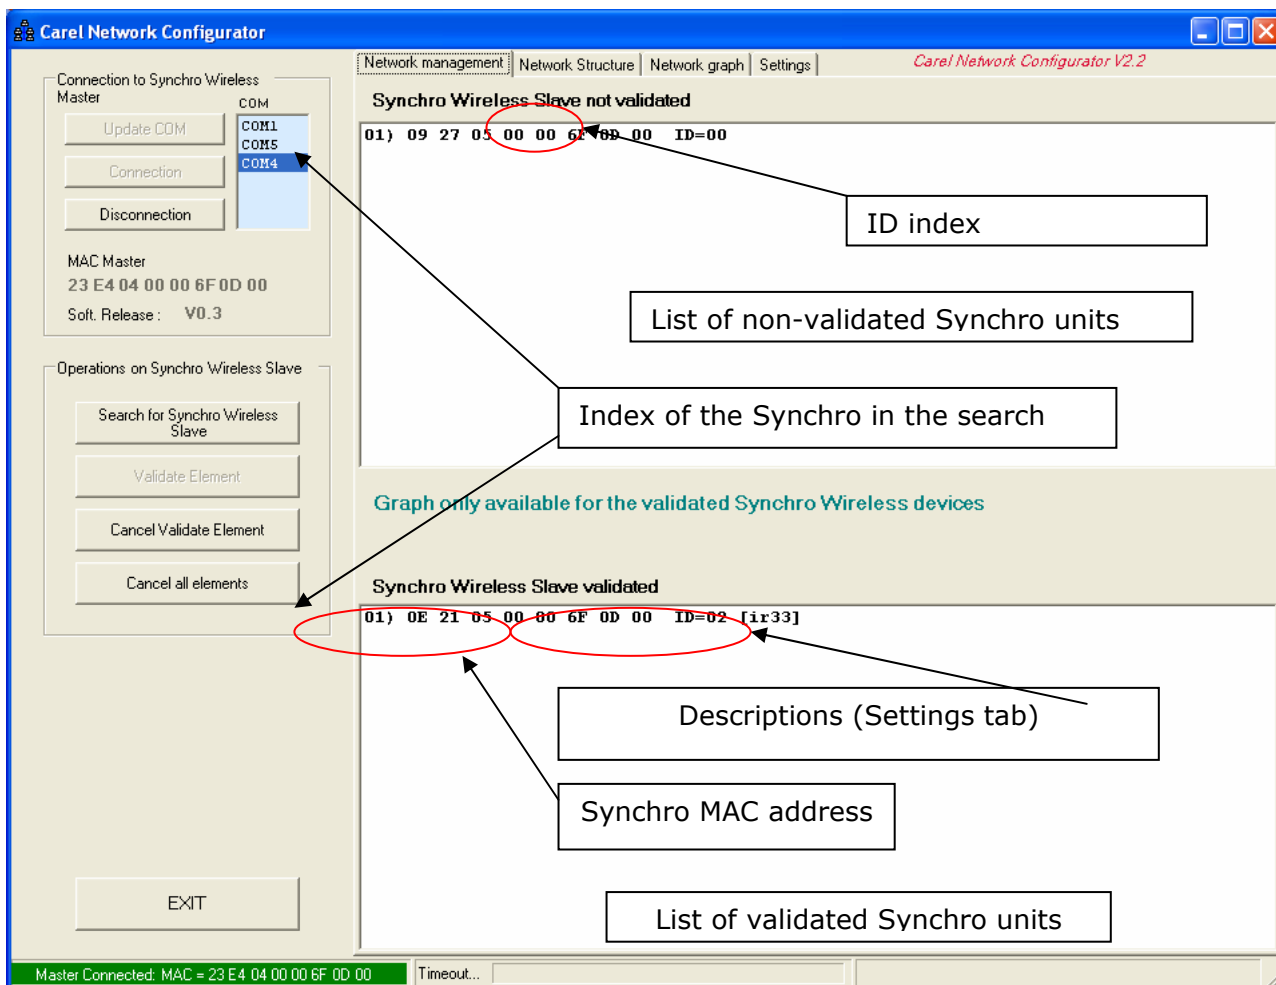 Carel Network Configurator
Connection to Synchro Wireless
Master
COM
Update COM
Connection
Disconnection
COM1
COM5
COM4
MAC Master
23 E4 04 00 00 6F 0D 00
Soft. Release : V0.3
Operations on Synchro Wireless Slave
Search for Synchro Wireless
Slave
Validate Element
Cancel Validate Element
Cancel all elements
EXIT
Network management Network Structure Network graph Settings
Carel Network Configurator V2.2
Synchro Wireless Slave not validated
01) 09 27 05 00 00 6F 0D 00 ID=00
ID index
List of non-validated Synchro units
Index of the Synchro in the search
Graph only available for the validated Synchro Wireless devices
Synchro Wireless Slave validated
01) 0E 21 05 00 00 6F 0D 00 ID=02 [ir33]
Descriptions (Settings tab)
Synchro MAC address
List of validated Synchro units
Master Connected: MAC = 23 E4 04 00 00 6F 0D 00
Timeout...